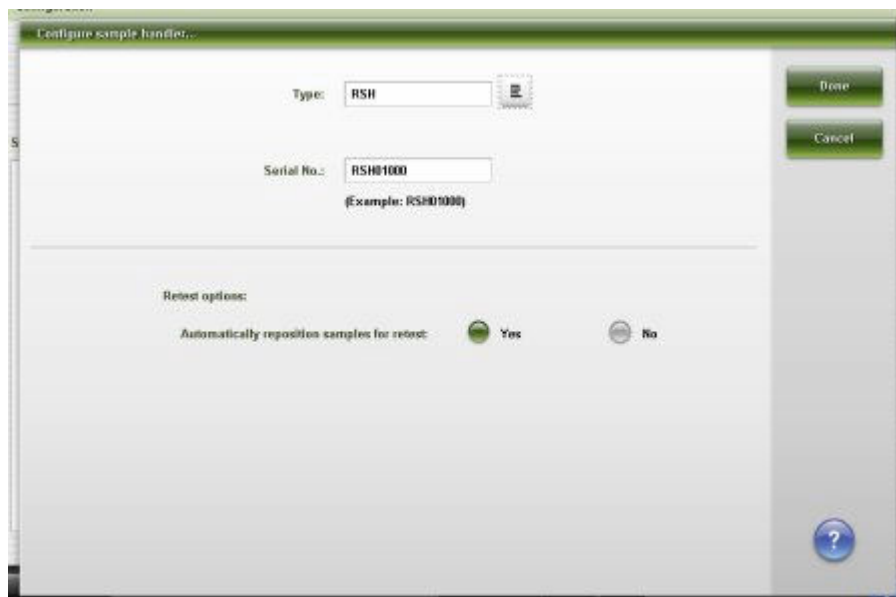 Configuration
Configure sample handler...
Type:
RSH
Done
Cancel
S
Serial No.:
RSH01000
(Example: RSH01000)
Retest options:
Automatically reposition samples for retest:
Yes
No
?